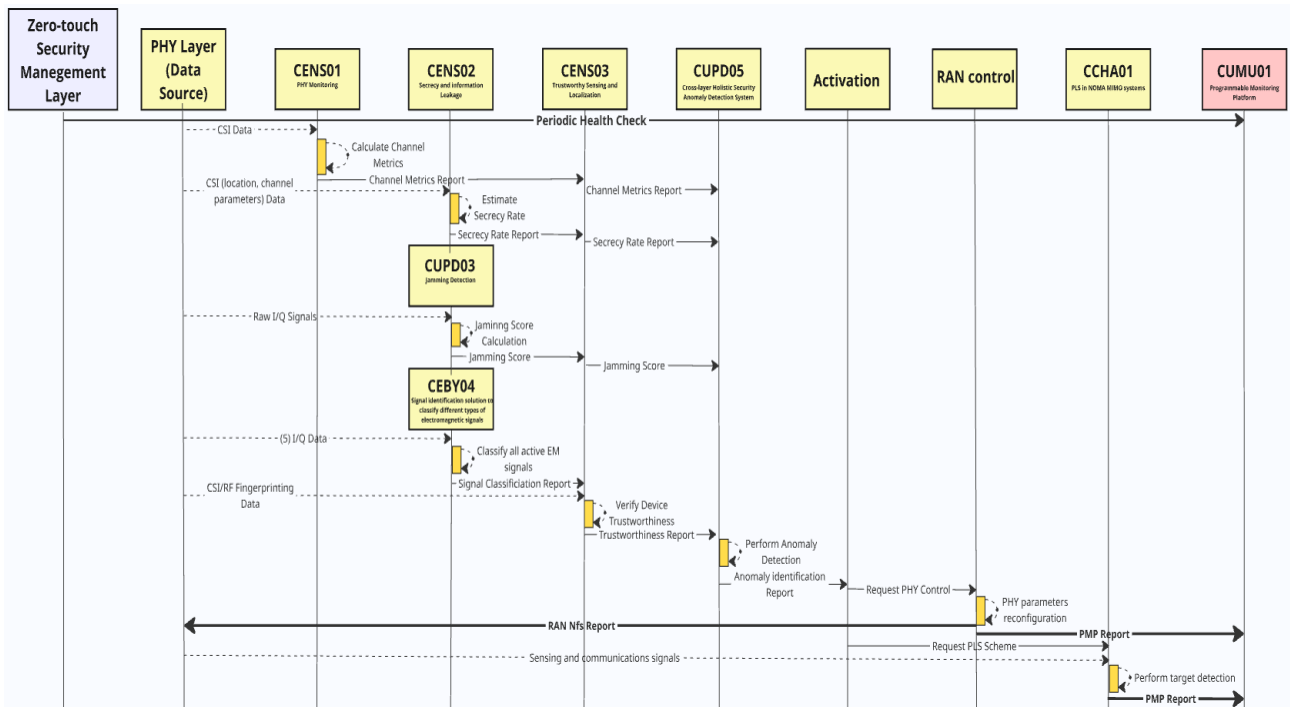 Zero-touch
Security
Manegement
Layer
PHY Layer
(Data
Source)
CENS01
PHY Monitoring
CENS02
Secrecy and information
Leakage
CENS03
Trustworthy Sensing and
Localization
CUPD05
Cross-layer Holistic Security
Anomaly Detection System
Activation
RAN control
CCHA01
PLS in NOMA MIMO systems
CUMU01
Programmable Monitoring
Platform
Periodic Health Check
CSI Data
Calculate Channel
Metrics
Channel Metrics Report
CSI (location, channel
parameters) Data
Channel Metrics Report
Estimate
Secrecy Rate
Secrecy Rate Report
Secrecy Rate Report
CUPD03
Jamming Detection
Raw I/Q Signals
Jaminng Score
Calculation
Jamming Score
Jamming Score
CEBY04
Signal identification solution to
classify different types of
electromagnetic signals
(5) I/Q Data
Classify all active EM
signals
Signal Classificiation Report
CSI/RF Fingerprinting
Data
Verify Device
Trustworthiness
Trustworthiness Report
Perform Anomaly
Detection
Anomaly identification
Report
Request PHY Control
PHY parameters
reconfiguration
RAN Nfs Report
PMP Report
Request PLS Scheme
Sensing and communications signals
Perform target detection
PMP Report